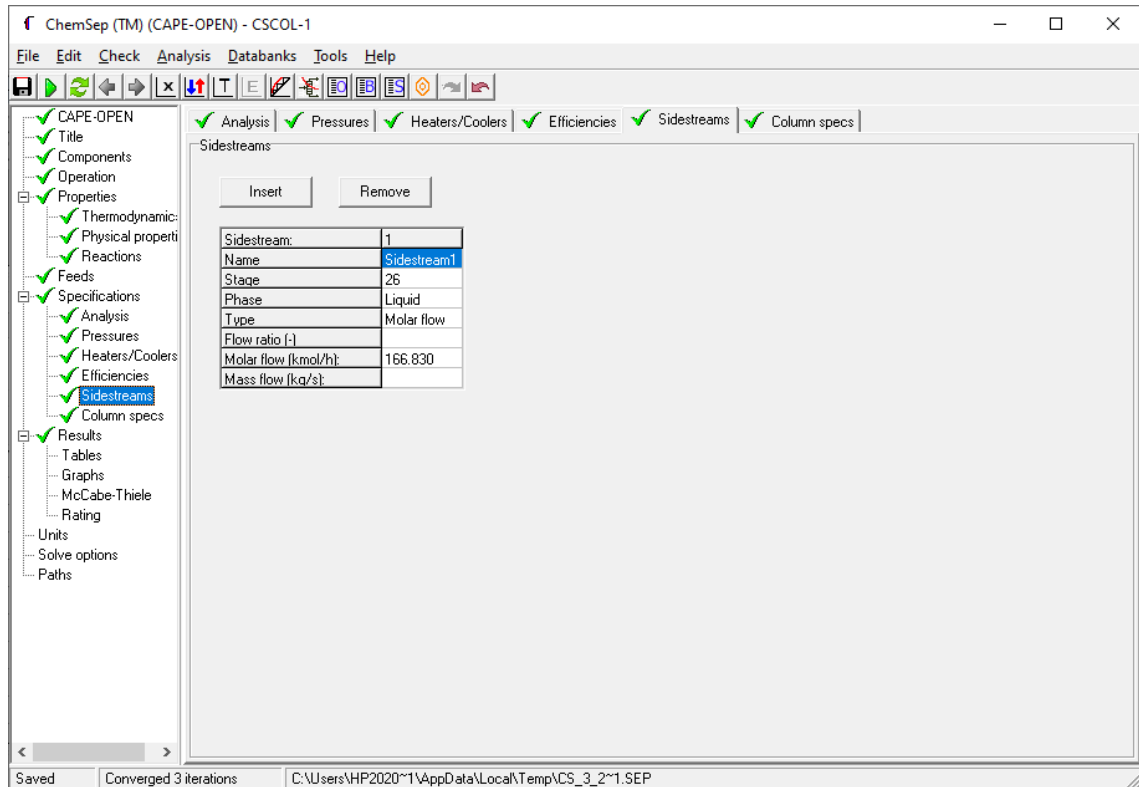 ChemSep (TM) (CAPE-OPEN) - CSCOL-1
File Edit Check Analysis Databanks Tools Help
T E O B S
CAPE-OPEN
Title
Components
Operation
Properties
Thermodynamic:
Physical properti
Reactions
Feeds
Specifications
Analysis
Pressures
Heaters/Coolers
Efficiencies
Sidestreams
Column specs
Results
Tables
Graphs
McCabe-Thiele
Rating
Units
Solve options
Paths
Analysis Pressures Heaters/Coolers Efficiencies Sidestreams Column specs
Sidestreams
Insert Remove
Sidestream: 1
Name Sidestream1
Stage 26
Phase Liquid
Type Molar flow
Flow ratio (-)
Molar flow (kmol/h): 166.830
Mass flow (kg/s):
Saved Converged 3 iterations C:\Users\HP2020~1\AppData\Local\Temp\CS_3_2~1.SEP